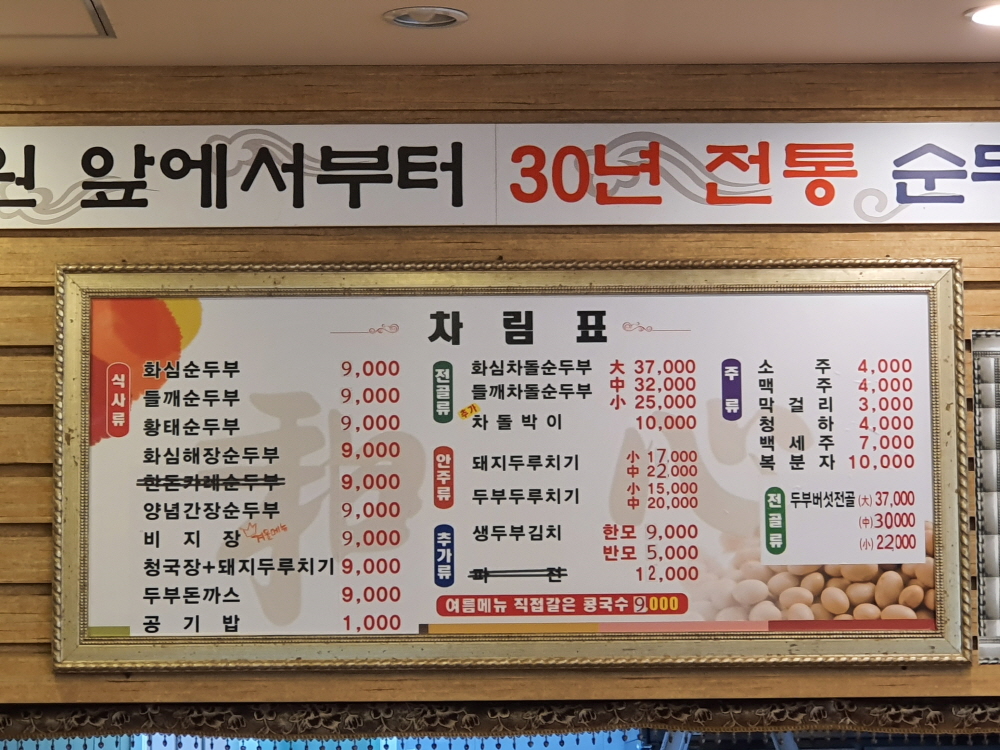 앞에서부터 30년 전통
차림표
식사류
화심순두부 9,000
들깨순두부 9,000
황태순두부 9,000
화심해장순두부 9,000
한돈카레순두부 9,000
양념간장순두부 9,000
비지장 9,000
청국장+돼지두루치기 9,000
두부돈까스 9,000
공기밥 1,000
전골류
화심차돌순두부 大 37,000
들깨차돌순두부 中 32,000
小 25,000
추가
차돌박이 10,000
안주류
돼지두루치기 小 17,000
中 22,000
두부두루치기 小 15,000
中 20,000
추가류
생두부김치 한모 9,000
반모 5,000
파전 12,000
여름메뉴 직접갈은 콩국수 9,000
주류
소주 4,000
맥주 4,000
막걸리 3,000
청하 4,000
백세주 7,000
복분자 10,000
전골류
두부버섯전골 (大) 37,000
(中) 30000
(小) 22,000